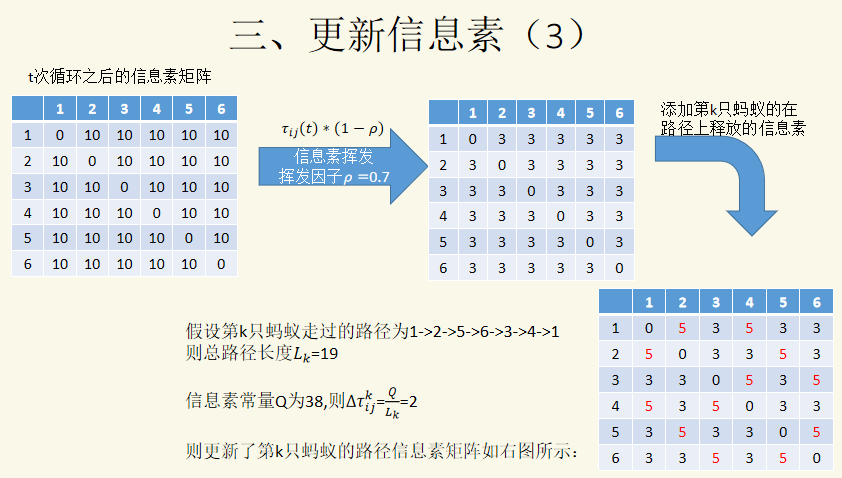 三、更新信息素（3）
t次循环之后的信息素矩阵
1 2 3 4 5 6
1 0 10 10 10 10 10
2 10 0 10 10 10 10
3 10 10 0 10 10 10
4 10 10 10 0 10 10
5 10 10 10 10 0 10
6 10 10 10 10 10 0
τij(t) ∗ (1 − ρ)
信息素挥发
挥发因子ρ =0.7
1 2 3 4 5 6
1 0 3 3 3 3 3
2 3 0 3 3 3 3
3 3 3 0 3 3 3
4 3 3 3 0 3 3
5 3 3 3 3 0 3
6 3 3 3 3 3 0
添加第k只蚂蚁的在
路径上释放的信息素
假设第k只蚂蚁走过的路径为1->2->5->6->3->4->1
则总路径长度Lk=19
信息素常量Q为38,则Δτij^k=Q/Lk=2
则更新了第k只蚂蚁的路径信息素矩阵如右图所示：
1 2 3 4 5 6
1 0 5 3 5 3 3
2 5 0 3 3 5 3
3 3 3 0 5 3 5
4 5 3 5 0 3 3
5 3 5 3 3 0 5
6 3 3 5 3 5 0